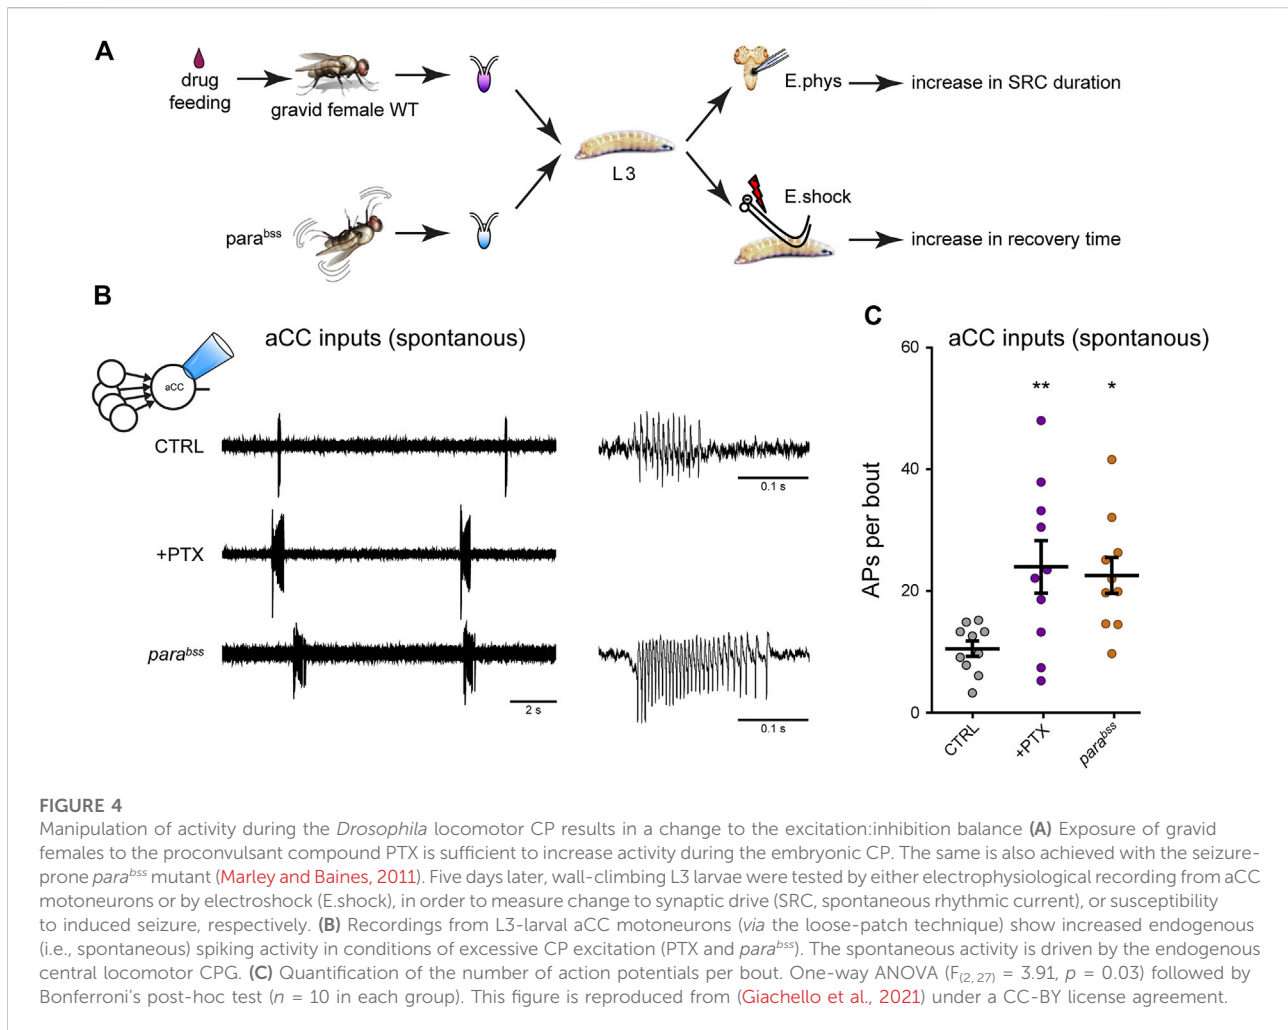 A
drug
feeding
gravid female WT
para^bss
L3
E.phys
increase in SRC duration
E.shock
increase in recovery time
B
aCC inputs (spontanous)
aCC
CTRL
0.1 s
+PTX
para^bss
2 s
0.1 s
C
aCC inputs (spontanous)
60
** *
40
APs per bout
20
0
CTRL
+PTX
para^bss
FIGURE 4
Manipulation of activity during the Drosophila locomotor CP results in a change to the excitation:inhibition balance (A) Exposure of gravid
females to the proconvulsant compound PTX is sufficient to increase activity during the embryonic CP. The same is also achieved with the seizure-
prone para^bss mutant (Marley and Baines, 2011). Five days later, wall-climbing L3 larvae were tested by either electrophysiological recording from aCC
motoneurons or by electroshock (E.shock), in order to measure change to synaptic drive (SRC, spontaneous rhythmic current), or susceptibility
to induced seizure, respectively. (B) Recordings from L3-larval aCC motoneurons (via the loose-patch technique) show increased endogenous
(i.e., spontaneous) spiking activity in conditions of excessive CP excitation (PTX and para^bss). The spontaneous activity is driven by the endogenous
central locomotor CPG. (C) Quantification of the number of action potentials per bout. One-way ANOVA (F(2, 27) = 3.91, p = 0.03) followed by
Bonferroni's post-hoc test (n = 10 in each group). This figure is reproduced from (Giachello et al., 2021) under a CC-BY license agreement.